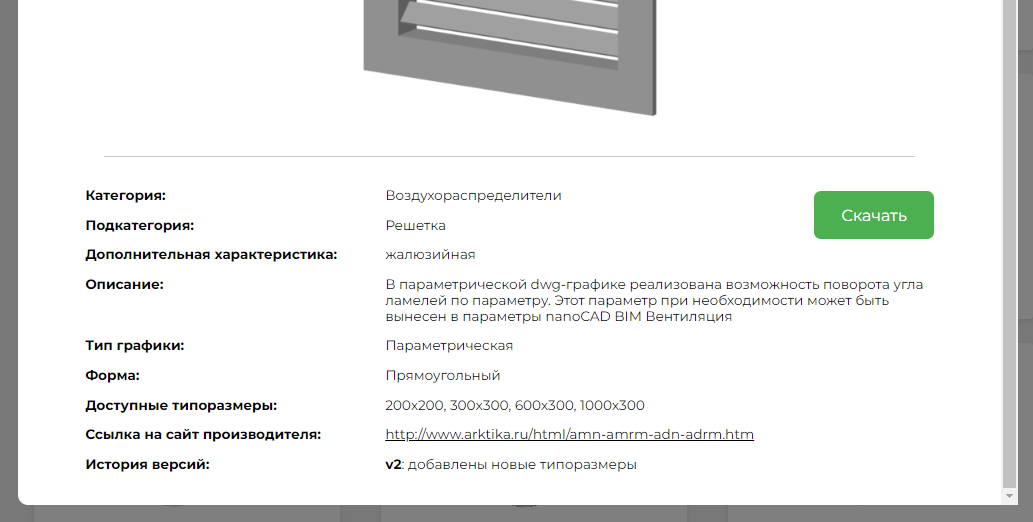 Категория: Воздухораспределители
Скачать
Подкатегория: Решетка
Дополнительная характеристика: жалюзийная
Описание: В параметрической dwg-графике реализована возможность поворота угла
ламелей по параметру. Этот параметр при необходимости может быть
вынесен в параметры nanoCAD BIM Вентиляция
Тип графики: Параметрическая
Форма: Прямоугольный
Доступные типоразмеры: 200x200, 300x300, 600x300, 1000x300
Ссылка на сайт производителя: http://www.arktika.ru/html/amn-amrm-adn-adrm.htm
История версий: v2: добавлены новые типоразмеры